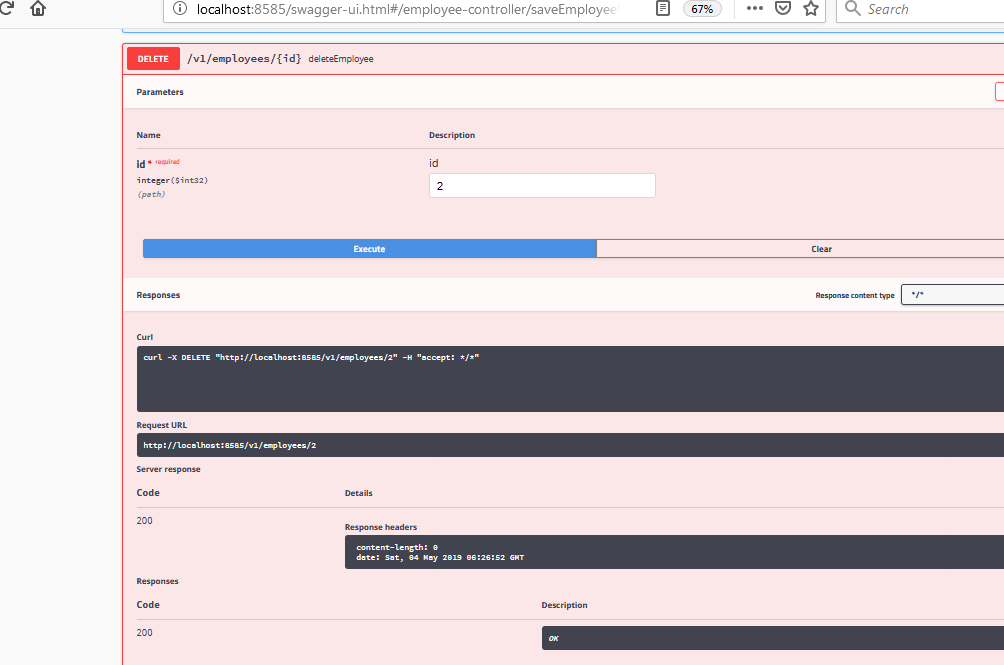 localhost:8585/swagger-ui.html#/employee-controller/saveEmployee
67%
Search
DELETE /v1/employees/{id} deleteEmployee
Parameters
Name Description
id * required id
integer($int32) 2
(path)
Execute Clear
Responses Response content type */*
Curl
curl -X DELETE "http://localhost:8585/v1/employees/2" -H "accept: */*"
Request URL
http://localhost:8585/v1/employees/2
Server response
Code Details
200
Response headers
content-length: 0
date: Sat, 04 May 2019 06:26:52 GMT
Responses
Code Description
200
OK